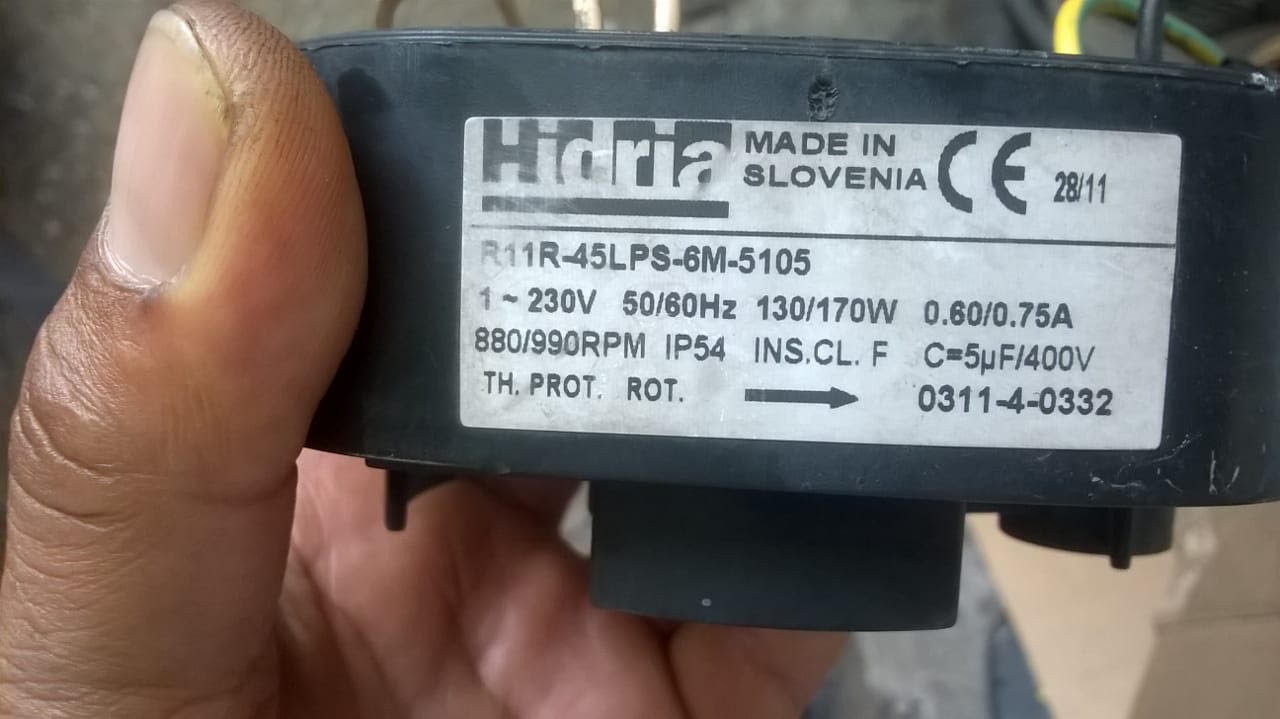 Hidria MADE IN SLOVENIA CE 28/11
R11R-45LPS-6M-5105
1 ~ 230V 50/60Hz 130/170W 0.60/0.75A
880/990RPM IP54 INS.CL. F C=5µF/400V
TH. PROT. ROT. 0311-4-0332